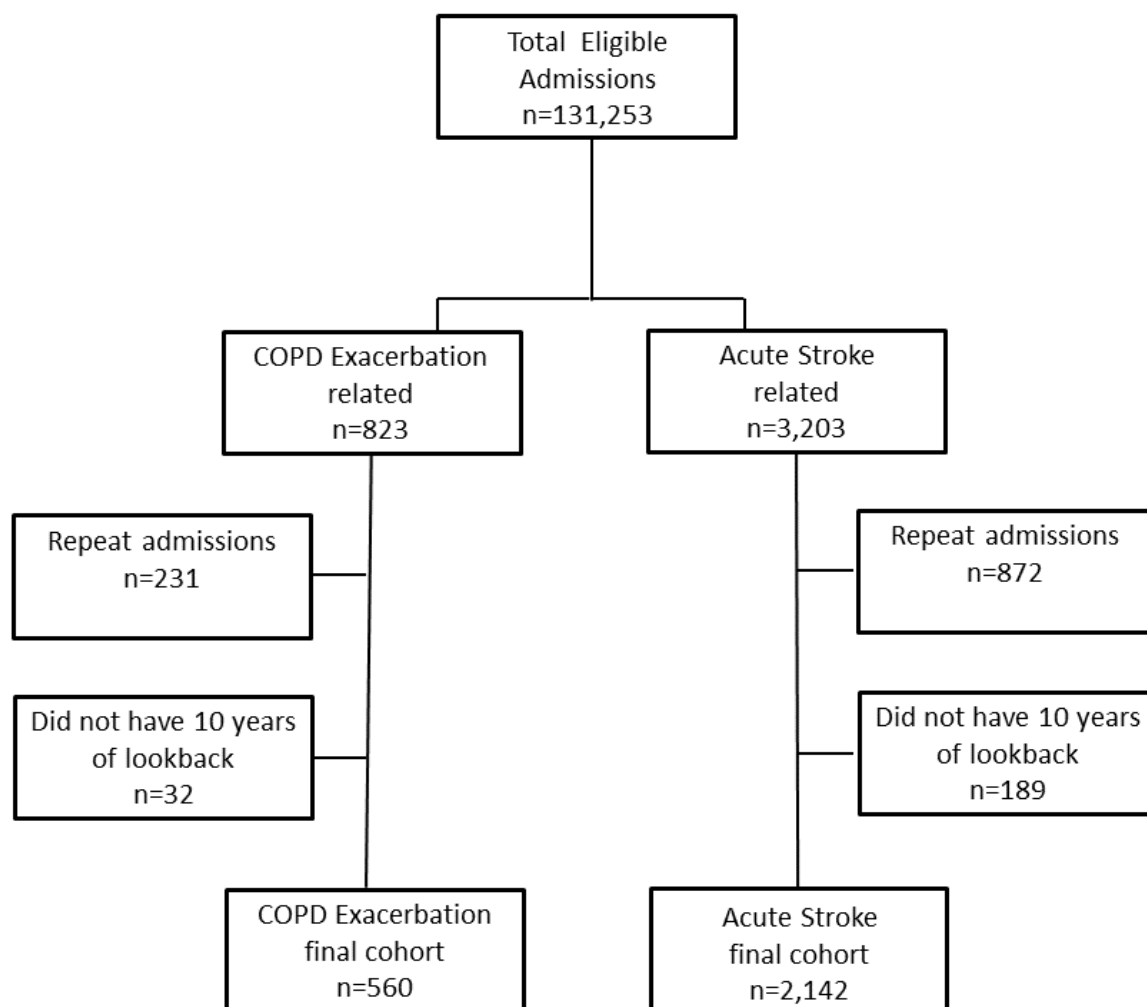 Total Eligible
Admissions
n=131,253
COPD Exacerbation
related
n=823
Acute Stroke
related
n=3,203
Repeat admissions
n=231
Repeat admissions
n=872
Did not have 10 years
of lookback
n=32
Did not have 10 years
of lookback
n=189
COPD Exacerbation
final cohort
n=560
Acute Stroke
final cohort
n=2,142